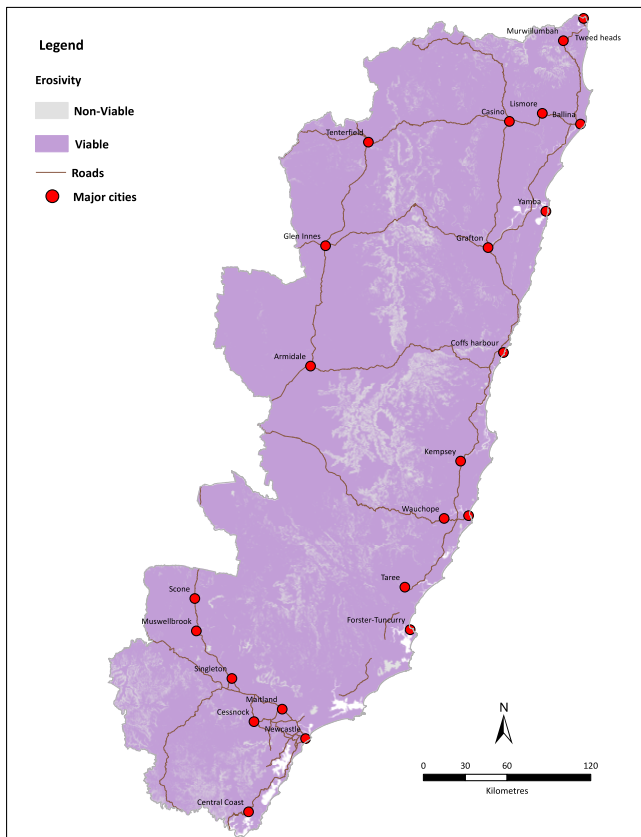 Legend
Erosivity
Non-Viable
Viable
Roads
Major cities
Murwillumbah
Tweed heads
Lismore
Casino
Ballina
Tenterfield
Yamba
Glen Innes
Grafton
Coffs harbour
Armidale
Kempsey
Wauchope
Taree
Scone
Forster-Tuncurry
Muswellbrook
Singleton
Maitland
Cessnock
Newcastle
Central Coast
N
0 30 60 120
Kilometres